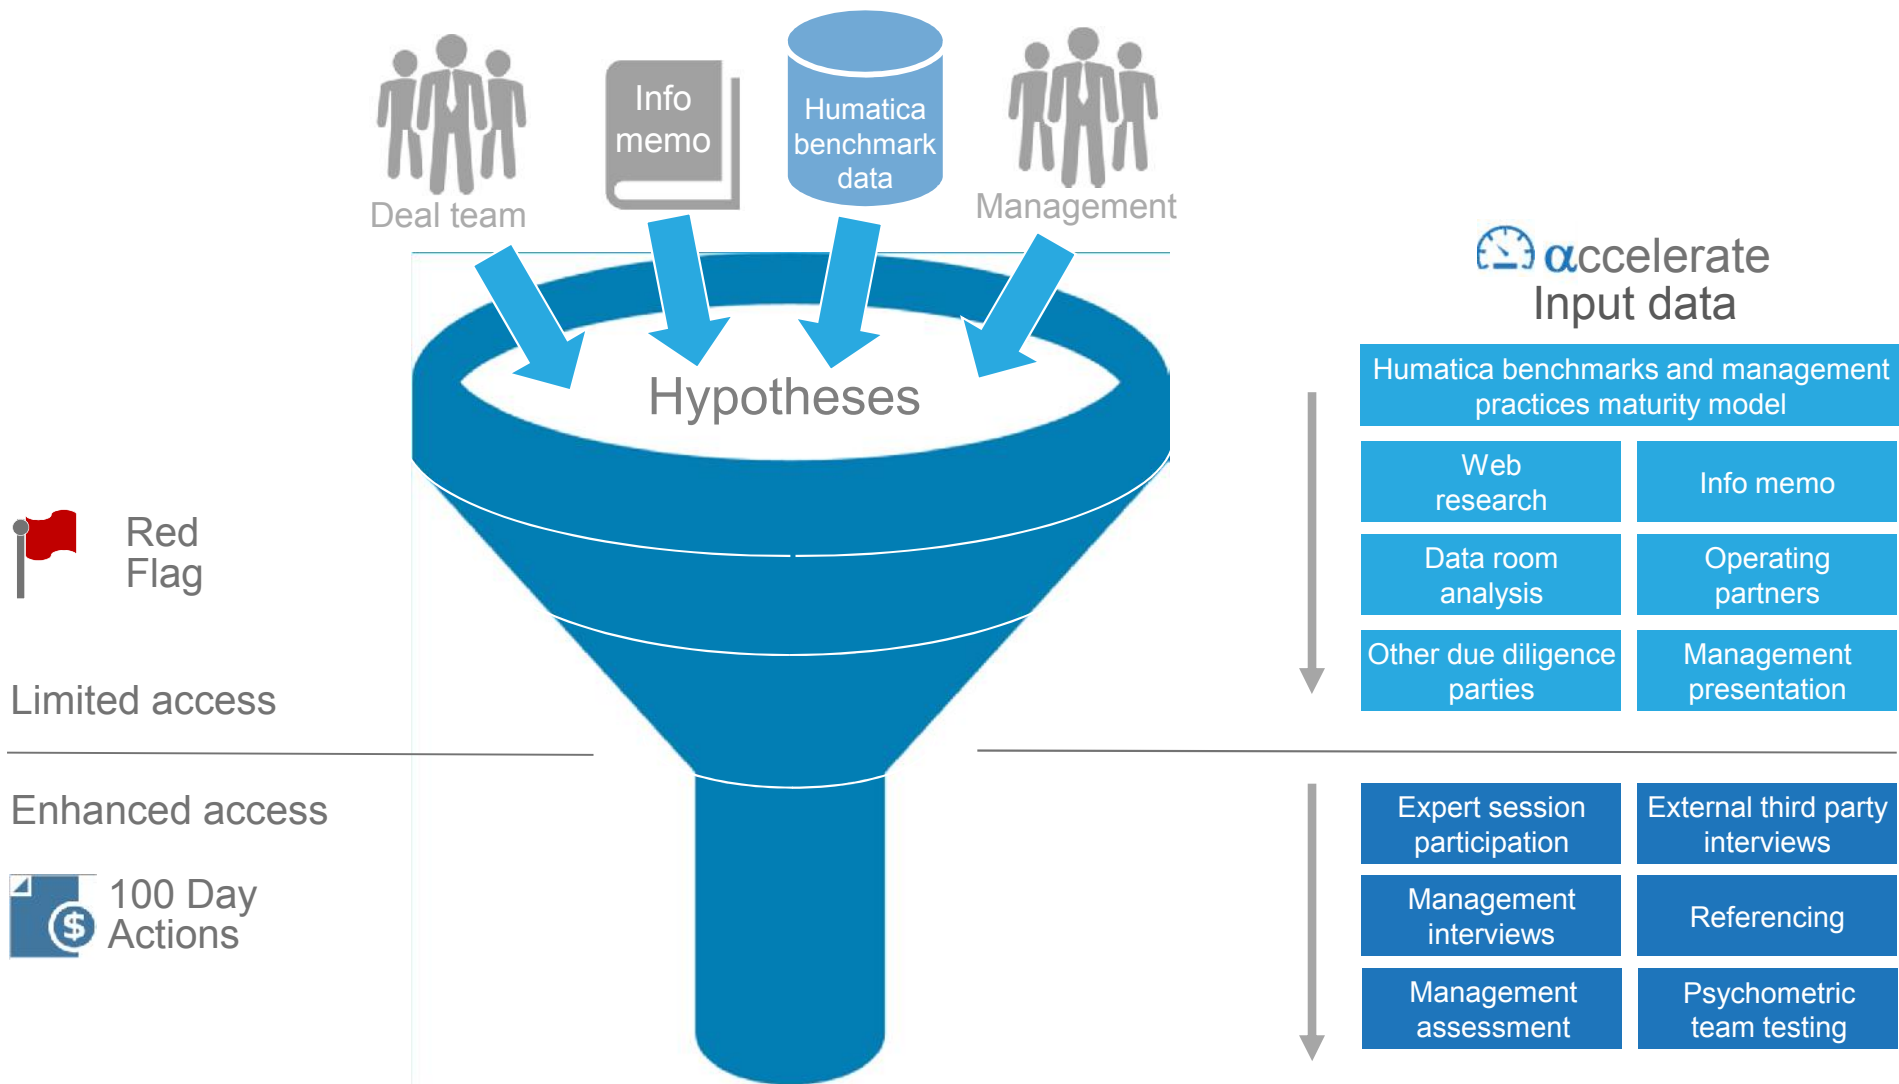 Info
memo
Humatica
benchmark
data
Deal team
Management
Hypotheses
Red
Flag
Limited access
Enhanced access
100 Day
Actions
$
αccelerate
Input data
Humatica benchmarks and management
practices maturity model
Web
research
Info memo
Data room
analysis
Operating
partners
Other due diligence
parties
Management
presentation
Expert session
participation
External third party
interviews
Management
interviews
Referencing
Management
assessment
Psychometric
team testing